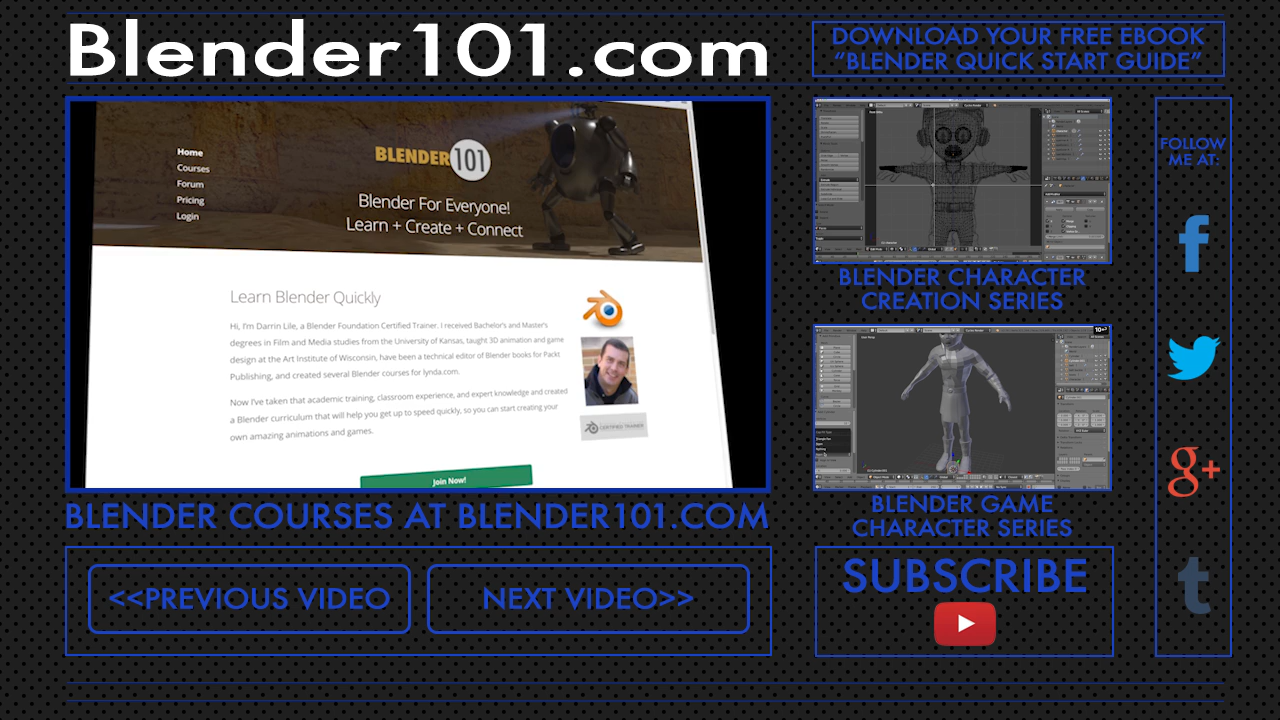 Blender101.com
DOWNLOAD YOUR FREE EBOOK
“BLENDER QUICK START GUIDE”
Home
Courses
Forum
Pricing
Login
BLENDER 101
Blender For Everyone!
Learn + Create + Connect
Learn Blender Quickly
Hi, I'm Darrin Lile, a Blender Foundation Certified Trainer. I received Bachelor's and Master's
degrees in Film and Media studies from the University of Kansas, taught 3D animation and game
design at the Art Institute of Wisconsin, have been a technical editor of Blender books for Packt
Publishing, and created several Blender courses for lynda.com.
Now I've taken that academic training, classroom experience, and expert knowledge and created
a Blender curriculum that will help you get up to speed quickly, so you can start creating your
own amazing animations and games.
CERTIFIED TRAINER
Join Now!
BLENDER COURSES AT BLENDER101.COM
<<PREVIOUS VIDEO
NEXT VIDEO>>
BLENDER CHARACTER
CREATION SERIES
BLENDER GAME
CHARACTER SERIES
SUBSCRIBE
FOLLOW
ME AT:
f
g+
t